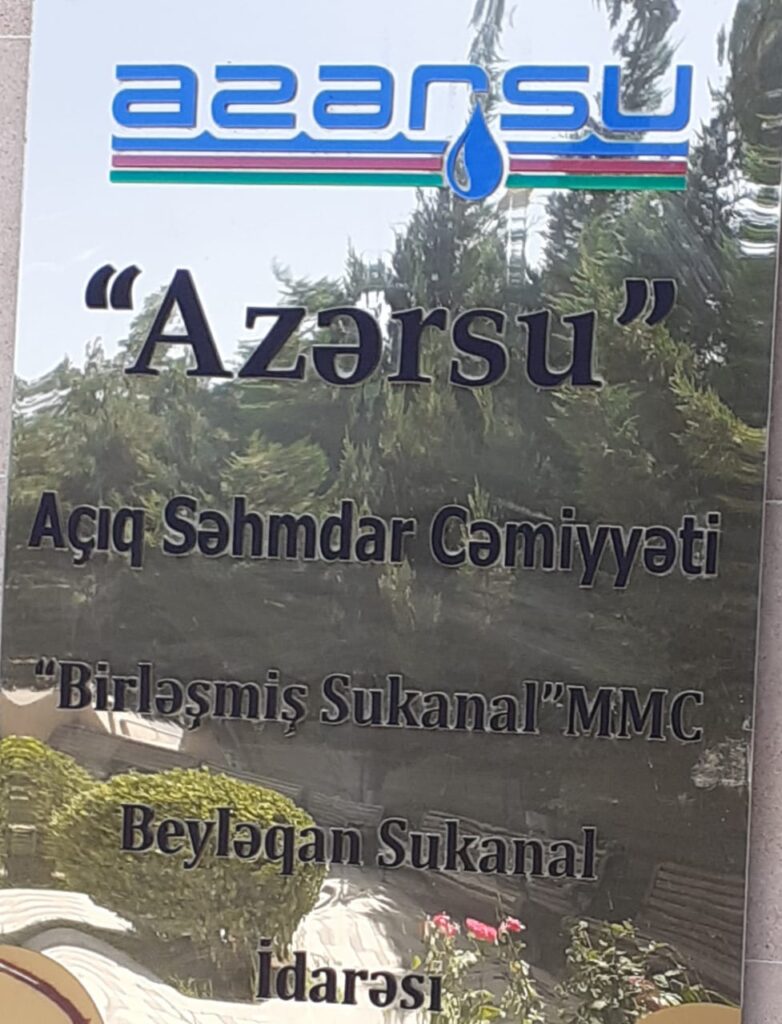 azərsu
“Azərsu”
Açıq Səhmdar Cəmiyyəti
“Birləşmiş Sukanal”MMC
Beyləqan Sukanal
İdarəsi